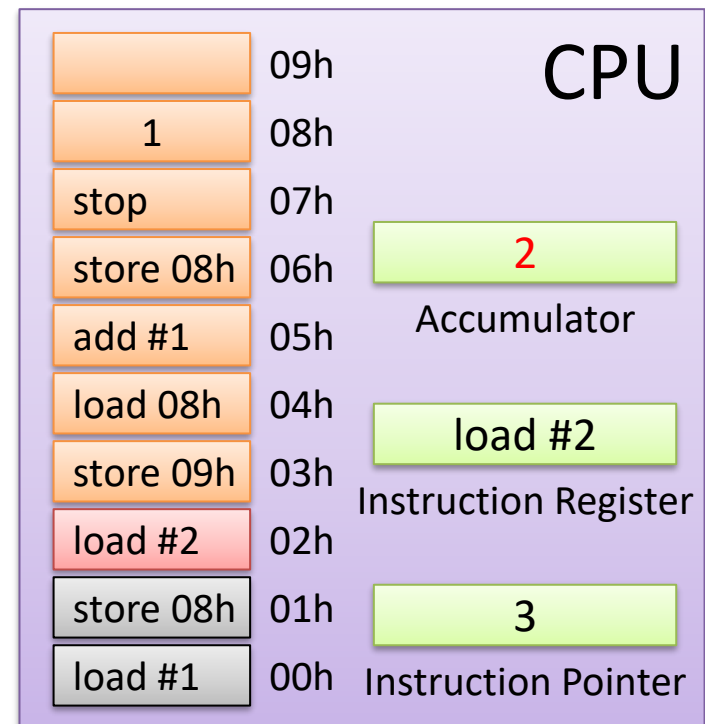 CPU
09h
1 08h
stop 07h
store 08h 06h
add #1 05h
load 08h 04h
store 09h 03h
load #2 02h
store 08h 01h
load #1 00h
2
Accumulator
load #2
Instruction Register
3
Instruction Pointer